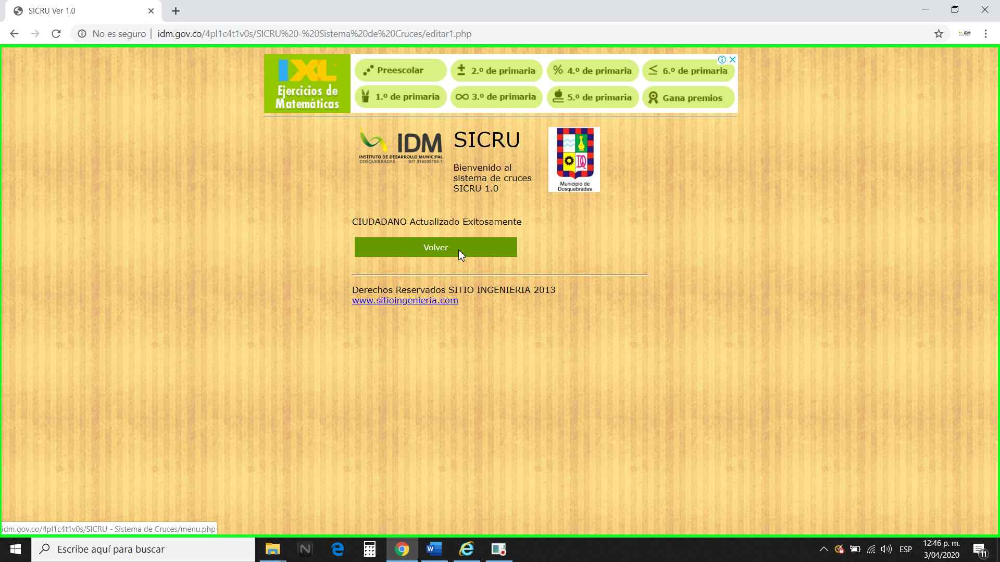 SICRU Ver 1.0
No es seguro | idm.gov.co/4pl1c4t1v0s/SICRU%20-%20Sistema%20de%20Cruces/editar1.php
IDM
IXL
Ejercicios de
Matemáticas
Preescolar
± 2.º de primaria
% 4.º de primaria
≤ 6.º de primaria
1.º de primaria
∞ 3.º de primaria
5.º de primaria
Gana premios
IDM
INSTITUTO DE DESARROLLO MUNICIPAL
DOSQUEBRADAS NIT 816005795-1
SICRU
Bienvenido al
sistema de cruces
SICRU 1.0
DQ
Municipio de
Dosquebradas
CIUDADANO Actualizado Exitosamente
Volver
Derechos Reservados SITIO INGENIERIA 2013
www.sitioingenieria.com
idm.gov.co/4pl1c4t1v0s/SICRU - Sistema de Cruces/menu.php
Escribe aquí para buscar
N
W
ESP
12:46 p. m.
3/04/2020
11